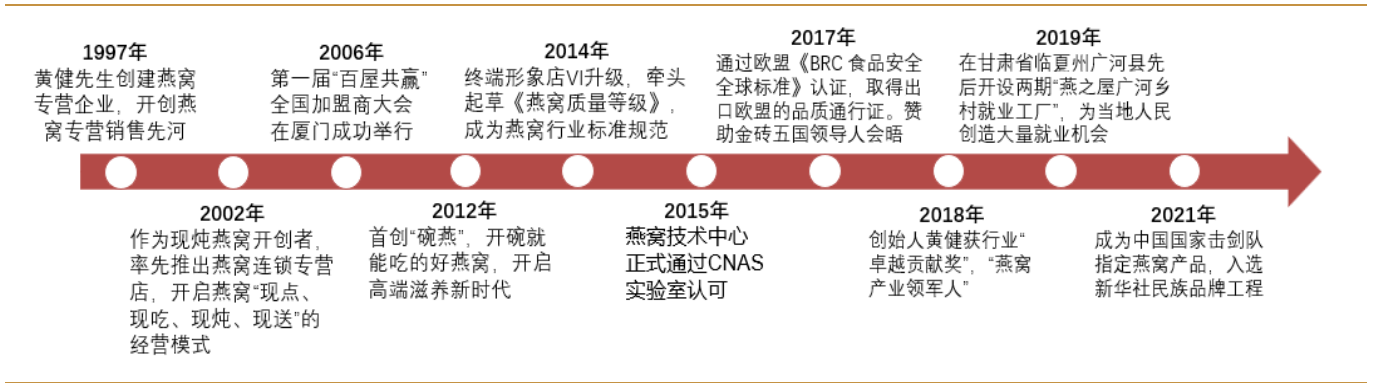 1997年
黄健先生创建燕窝
专营企业，开创燕
窝专营销售先河
2002年
作为现炖燕窝开创者，
率先推出燕窝连锁专营
店，开启燕窝“现点、
现吃、现炖、现送”的
经营模式
2006年
第一届“百屋共赢”
全国加盟商大会
在厦门成功举行
2012年
首创“碗燕”，开碗就
能吃的好燕窝，开启
高端滋养新时代
2014年
终端形象店VI升级，牵头
起草《燕窝质量等级》，
成为燕窝行业标准规范
2015年
燕窝技术中心
正式通过CNAS
实验室认可
2017年
通过欧盟《BRC 食品安全
全球标准》认证，取得出
口欧盟的品质通行证。赞
助金砖五国领导人会晤
2018年
创始人黄健获行业“
卓越贡献奖”，“燕窝
产业领军人”
2019年
在甘肃省临夏州广河县先
后开设两期“燕之屋广河乡
村就业工厂”，为当地人民
创造大量就业机会
2021年
成为中国国家击剑队
指定燕窝产品，入选
新华社民族品牌工程